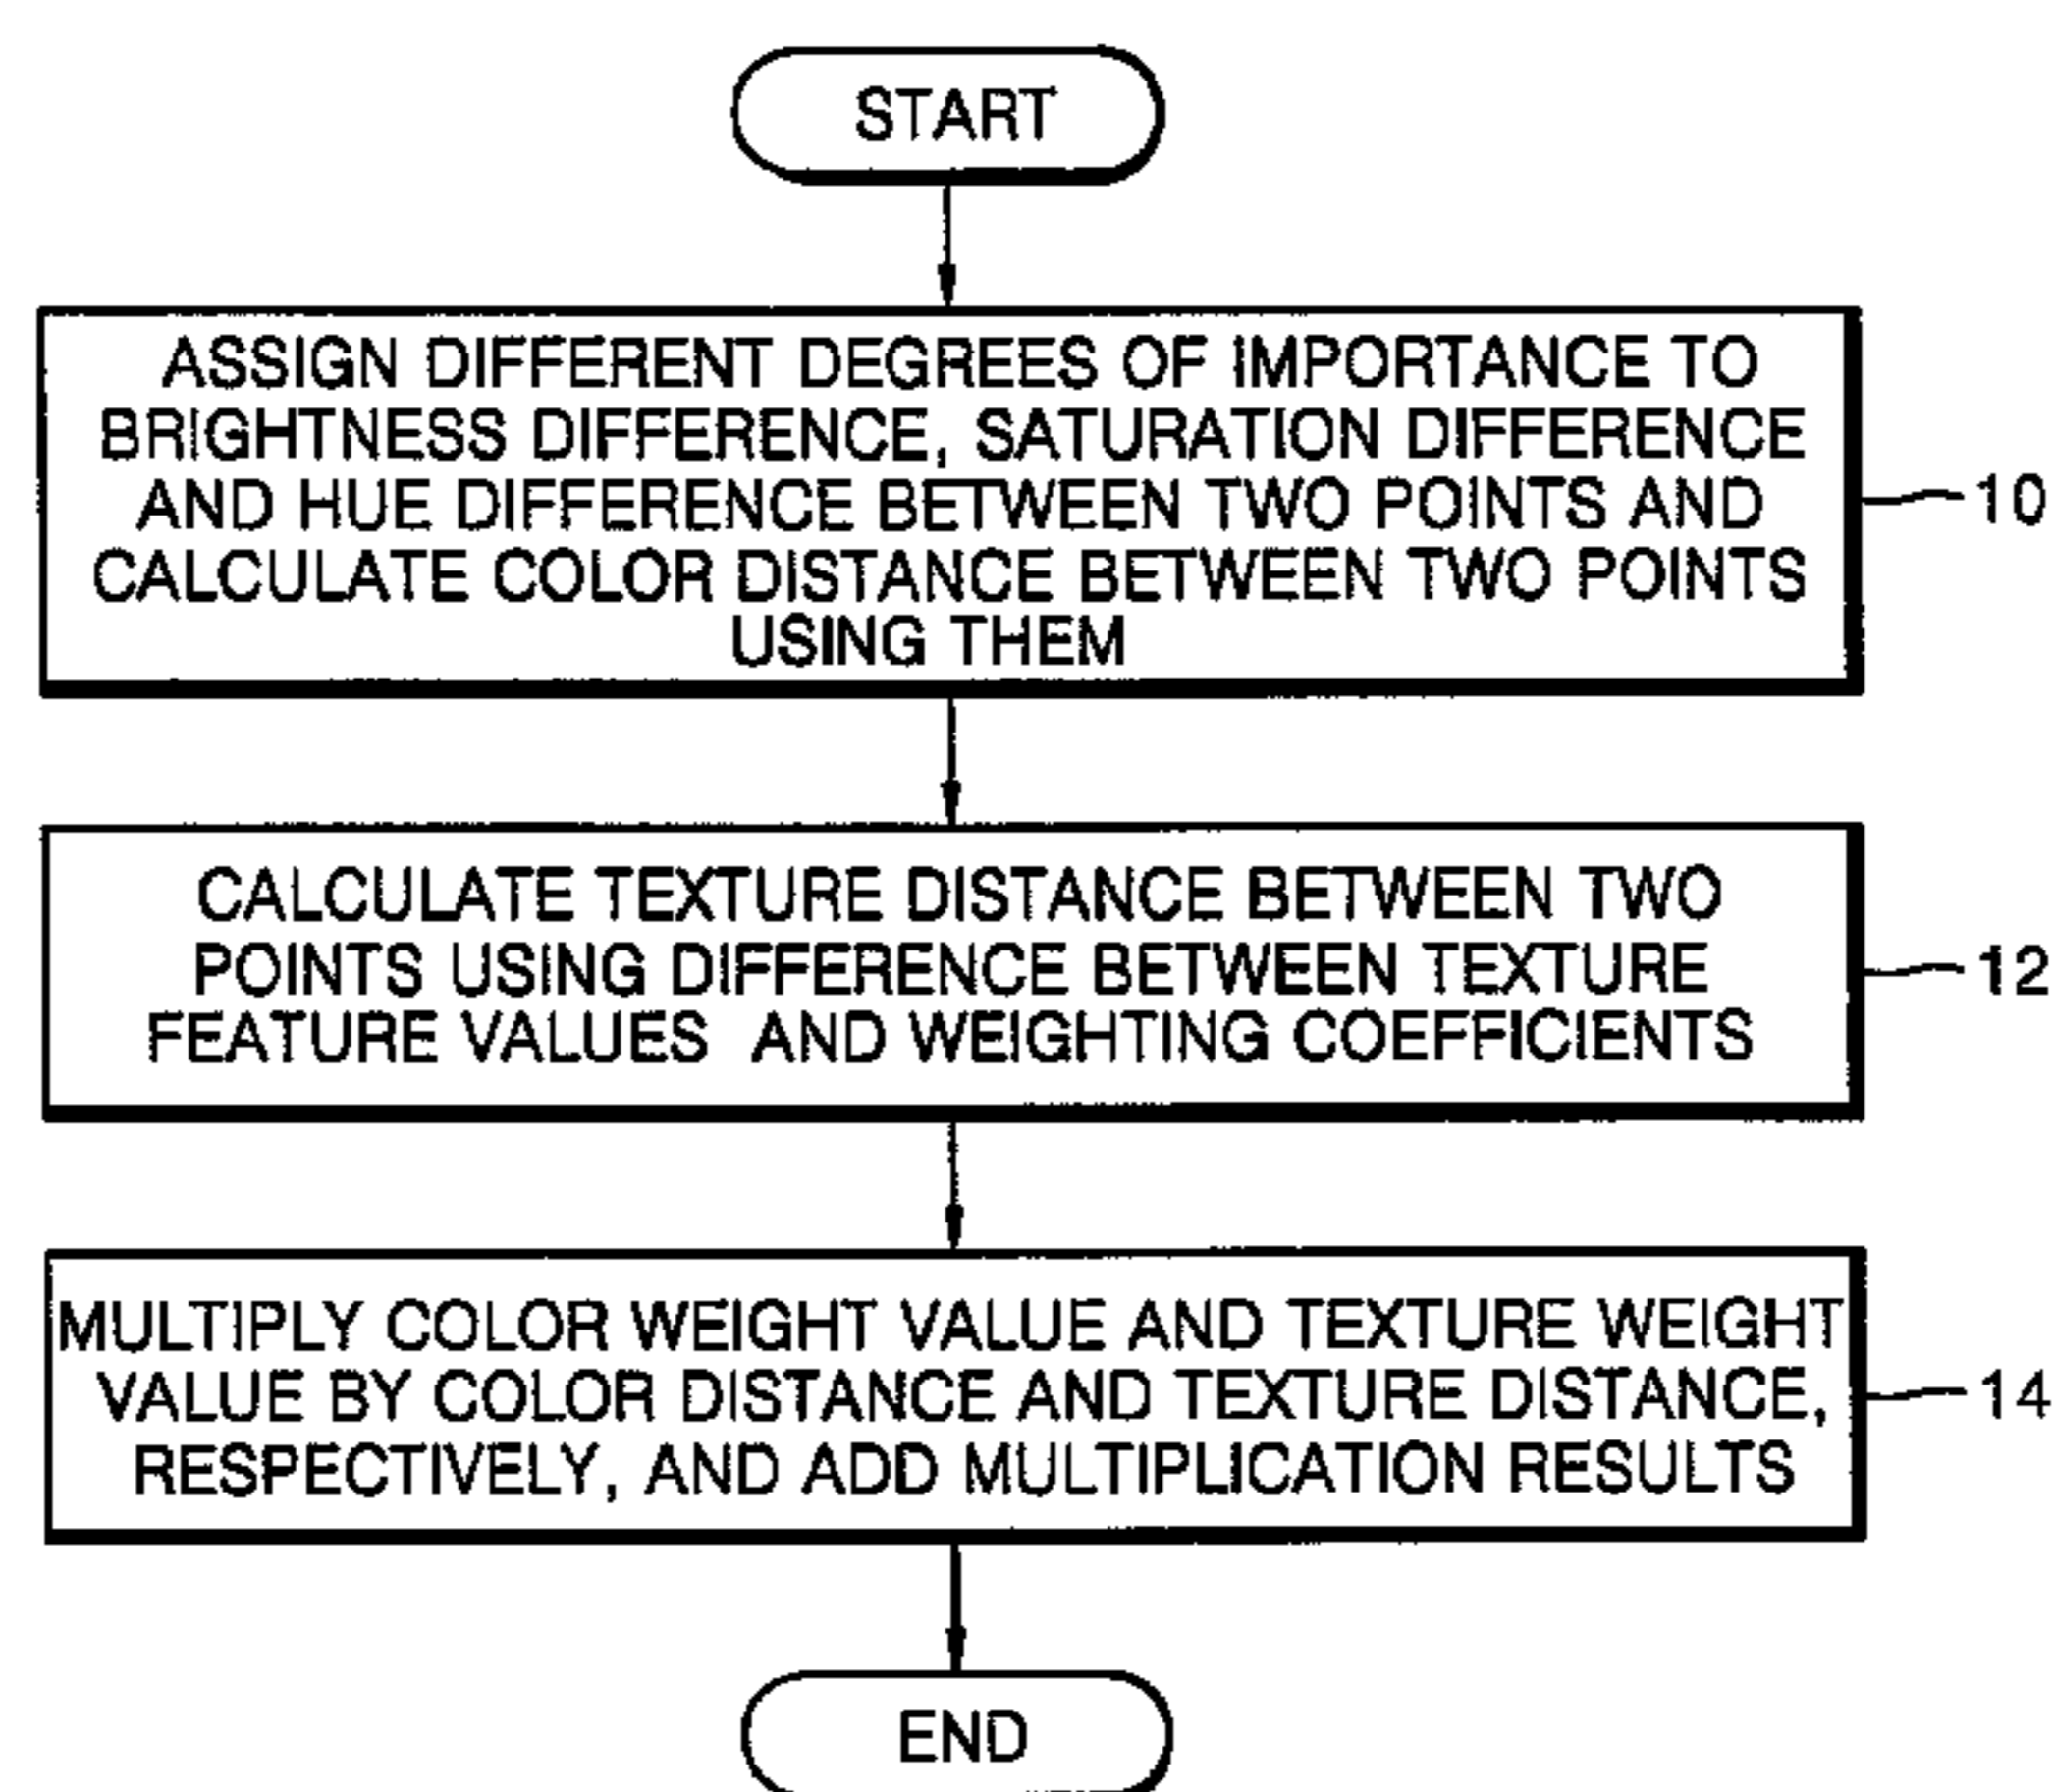 START
ASSIGN DIFFERENT DEGREES OF IMPORTANCE TO
BRIGHTNESS DIFFERENCE, SATURATION DIFFERENCE
AND HUE DIFFERENCE BETWEEN TWO POINTS AND
CALCULATE COLOR DISTANCE BETWEEN TWO POINTS
USING THEM
10
CALCULATE TEXTURE DISTANCE BETWEEN TWO
POINTS USING DIFFERENCE BETWEEN TEXTURE
FEATURE VALUES AND WEIGHTING COEFFICIENTS
12
MULTIPLY COLOR WEIGHT VALUE AND TEXTURE WEIGHT
VALUE BY COLOR DISTANCE AND TEXTURE DISTANCE,
RESPECTIVELY, AND ADD MULTIPLICATION RESULTS
14
END